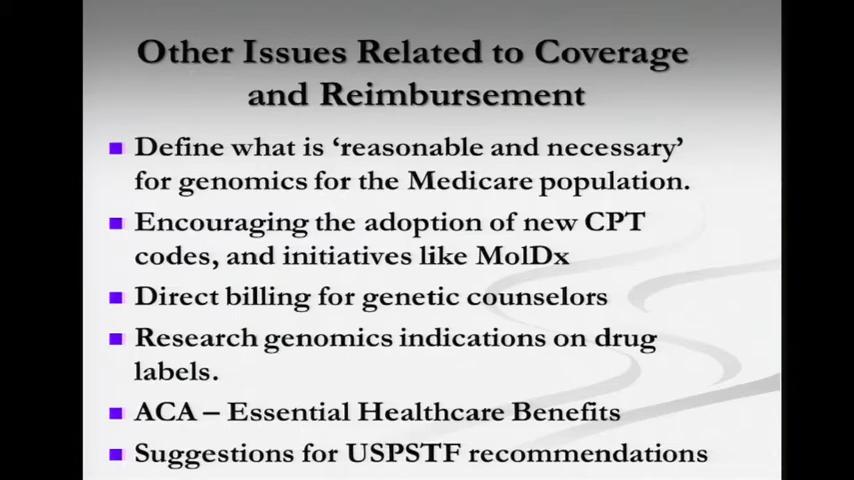 Other Issues Related to Coverage
and Reimbursement
Define what is ‘reasonable and necessary’
for genomics for the Medicare population.
Encouraging the adoption of new CPT
codes, and initiatives like MolDx
Direct billing for genetic counselors
Research genomics indications on drug
labels.
ACA – Essential Healthcare Benefits
Suggestions for USPSTF recommendations